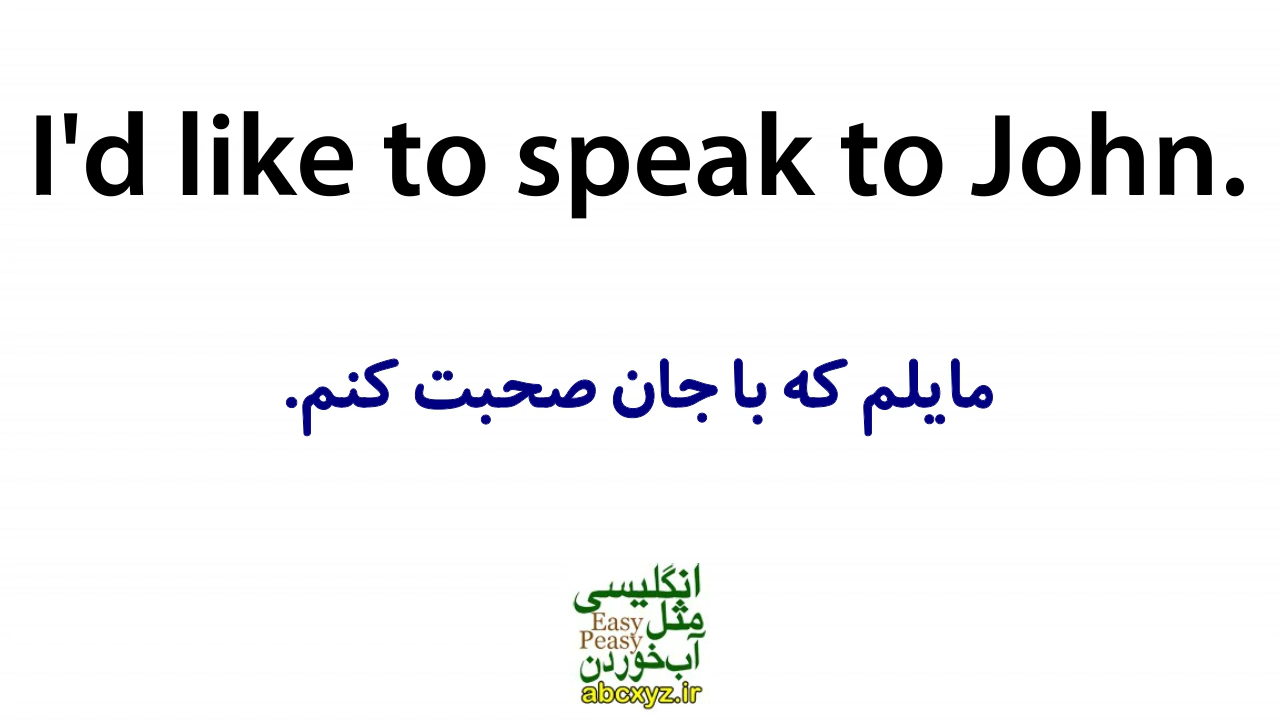 I'd like to speak to John.
مایلم که با جان صحبت کنم.
انگلیسی
مثل
Easy
Peasy
آب‌خوردن
abcxyz.ir